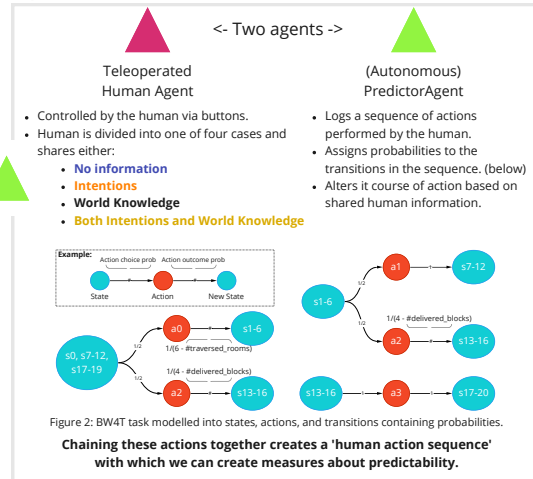 <- Two agents ->
Teleoperated
Human Agent
• Controlled by the human via buttons.
• Human is divided into one of four cases and
shares either:
• No information
• Intentions
• World Knowledge
• Both Intentions and World Knowledge
(Autonomous)
PredictorAgent
• Logs a sequence of actions
performed by the human.
• Assigns probabilities to the
transitions in the sequence. (below)
• Alters it course of action based on
shared human information.
Example:
Action choice prob Action outcome prob
# #
State Action New State
s0, s7-12,
s17-19
1/2
a0
#
s1-6
1/(6 - #traversed_rooms)
1/2
1/(4 - #delivered_blocks)
a2
#
s13-16
s1-6
1/2
a1
1
s7-12
1/2
1/(4 - #delivered_blocks)
a2
#
s13-16
s13-16
1
a3
1
s17-20
Figure 2: BW4T task modelled into states, actions, and transitions containing probabilities.
Chaining these actions together creates a 'human action sequence'
with which we can create measures about predictability.